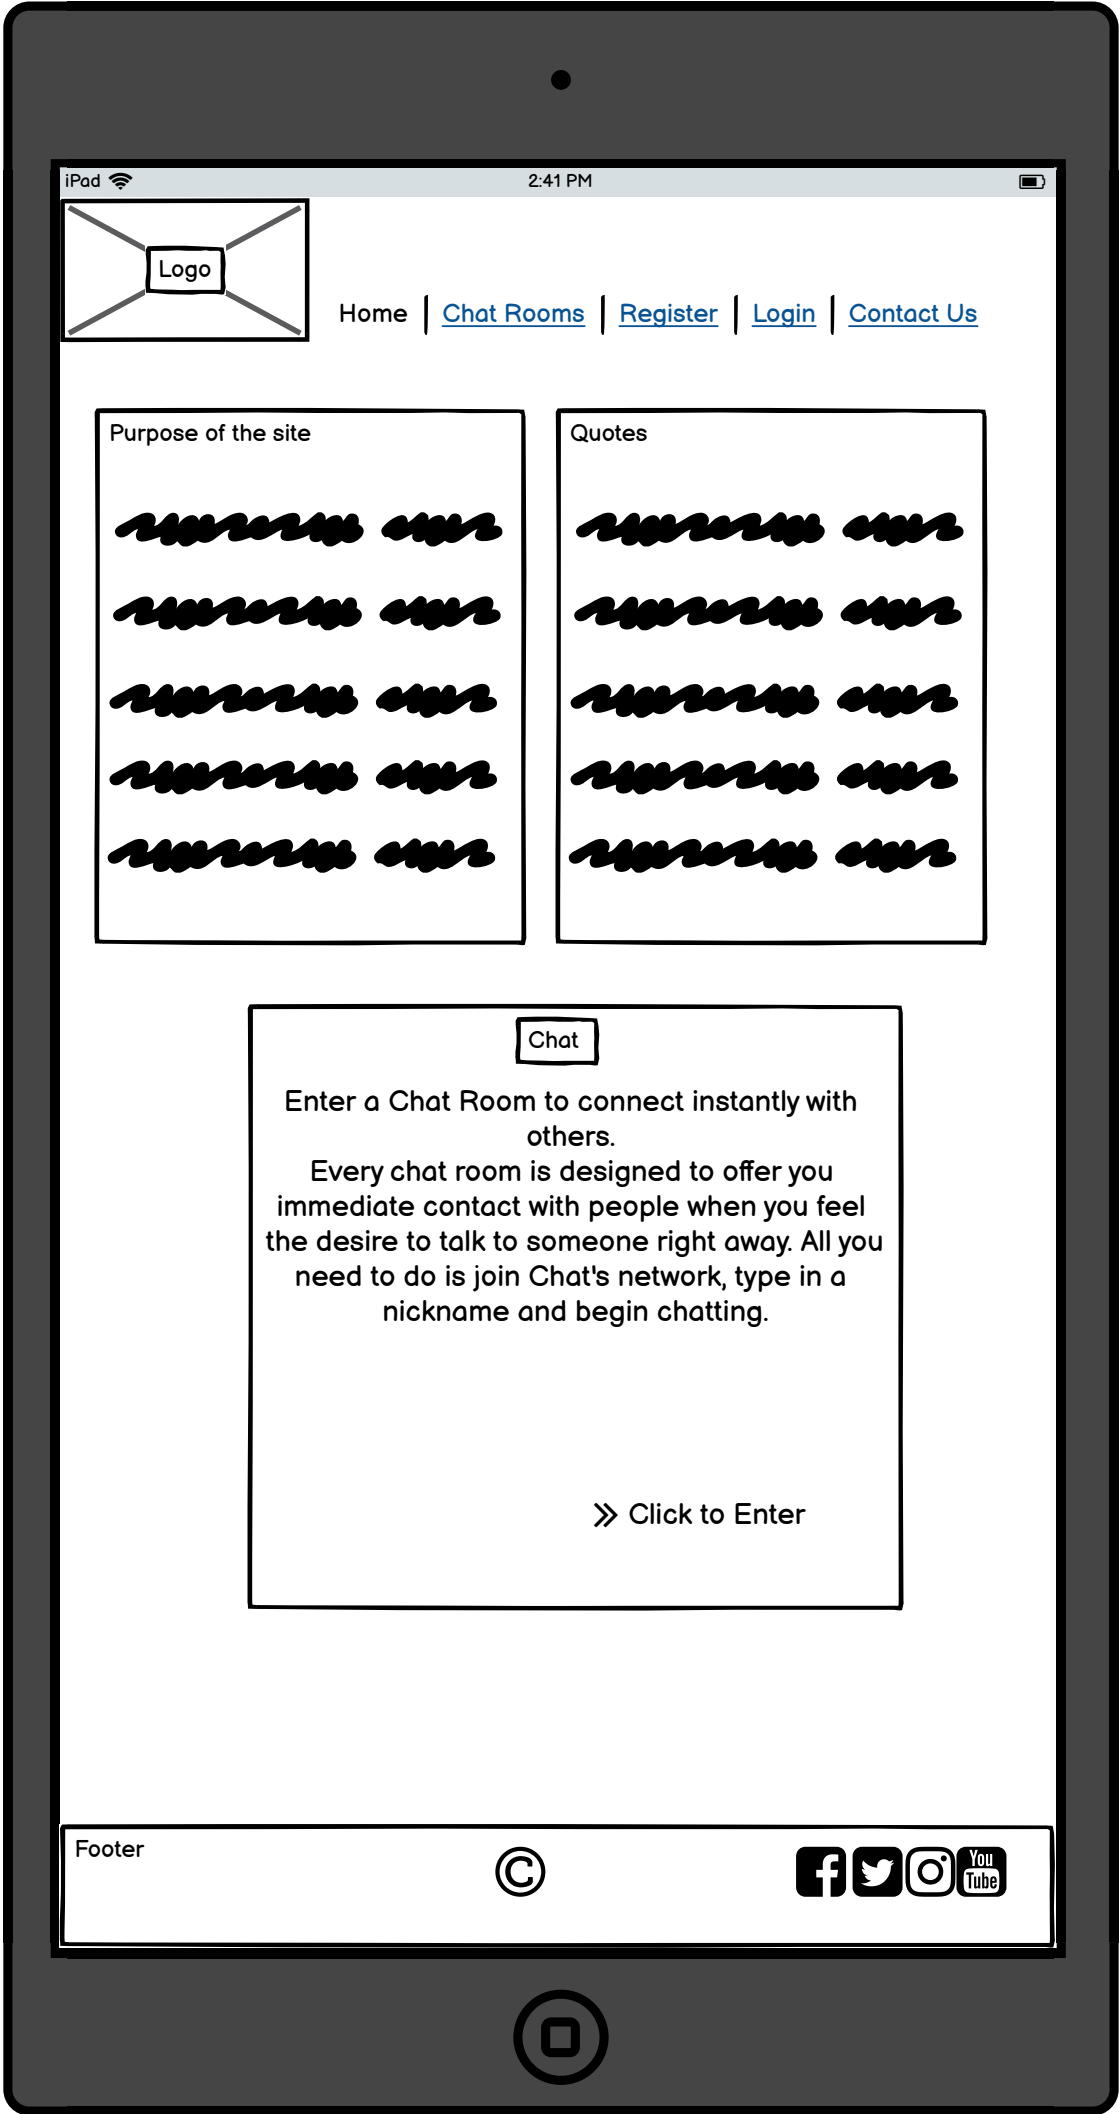 iPad 2:41 PM
Logo
Home Chat Rooms Register Login Contact Us
Purpose of the site
Quotes
Chat
Enter a Chat Room to connect instantly with
others.
Every chat room is designed to offer you
immediate contact with people when you feel
the desire to talk to someone right away. All you
need to do is join Chat's network, type in a
nickname and begin chatting.
Click to Enter
Footer
©
You
Tube